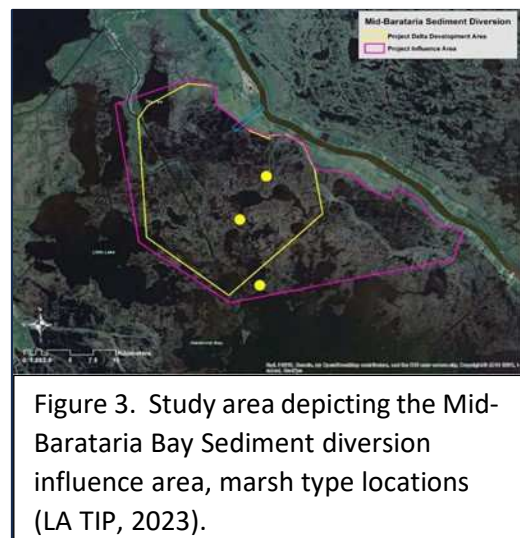 Mid-Barataria Sediment Diversion
Project Delta Development Area
Project Influence Area
Kilometers
Figure 3. Study area depicting the Mid-
Barataria Bay Sediment diversion
influence area, marsh type locations
(LA TIP, 2023).